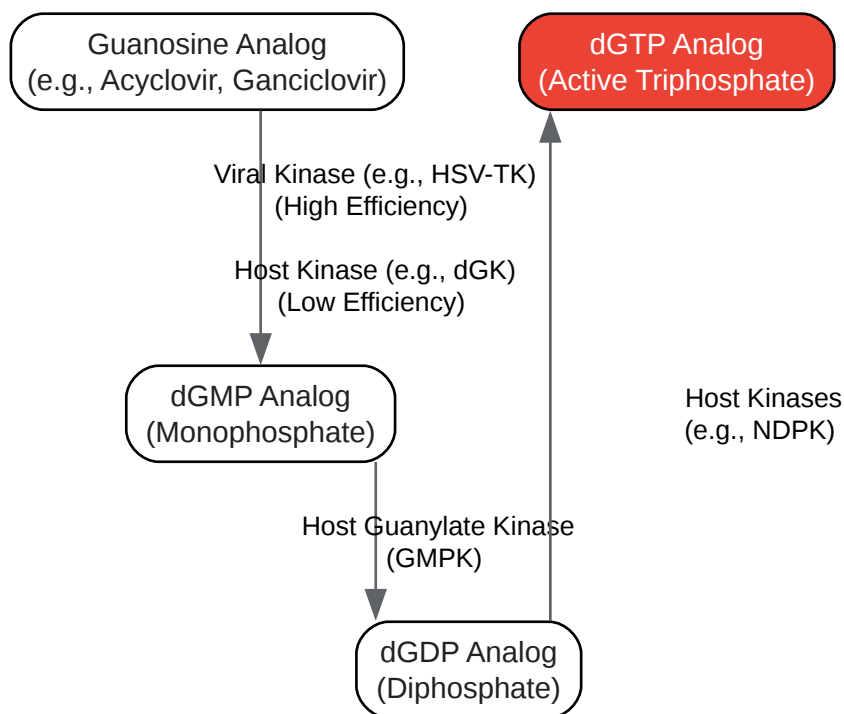 Guanosine Analog
(e.g., Acyclovir, Ganciclovir)
dGTP Analog
(Active Triphosphate)
Viral Kinase (e.g., HSV-TK)
(High Efficiency)
Host Kinase (e.g., dGK)
(Low Efficiency)
dGMP Analog
(Monophosphate)
Host Kinases
(e.g., NDPK)
Host Guanylate Kinase
(GMPK)
dGDP Analog
(Diphosphate)